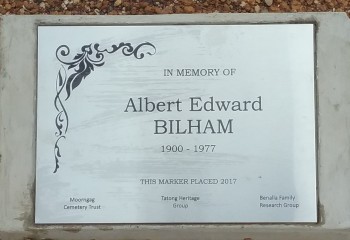 IN MEMORY OF
Albert Edward
BILHAM
1900 - 1977
THIS MARKER PLACED 2017
Moorngag
Cemetery Trust
Tatong Heritage
Group
Benalla Family
Research Group